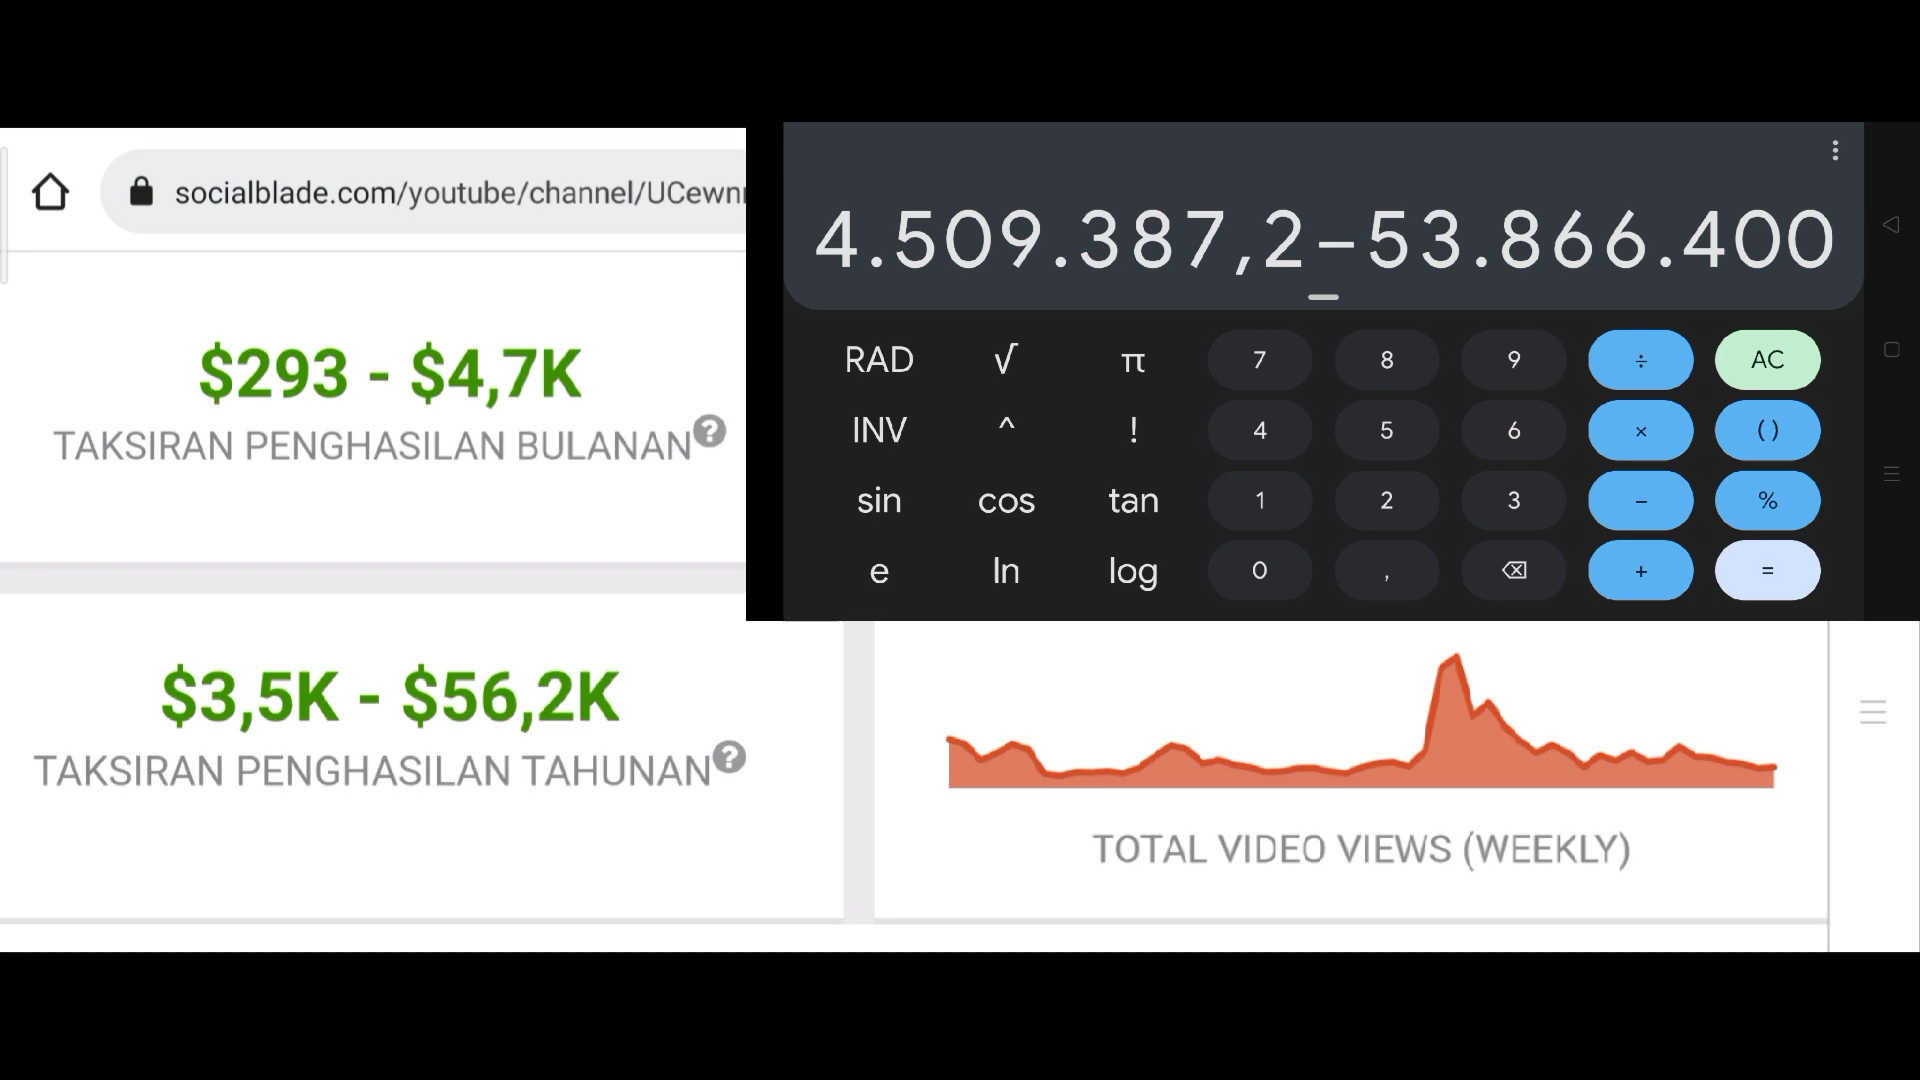 socialblade.com/youtube/channel/UCewn
$293 - $4,7K
TAKSIRAN PENGHASILAN BULANAN ?
$3,5K - $56,2K
TAKSIRAN PENGHASILAN TAHUNAN ?
4.509.387,2−53.866.400
RAD √ π 7 8 9 ÷ AC
INV ^ ! 4 5 6 × ( )
sin cos tan 1 2 3 − %
e ln log 0 , + =
TOTAL VIDEO VIEWS (WEEKLY)